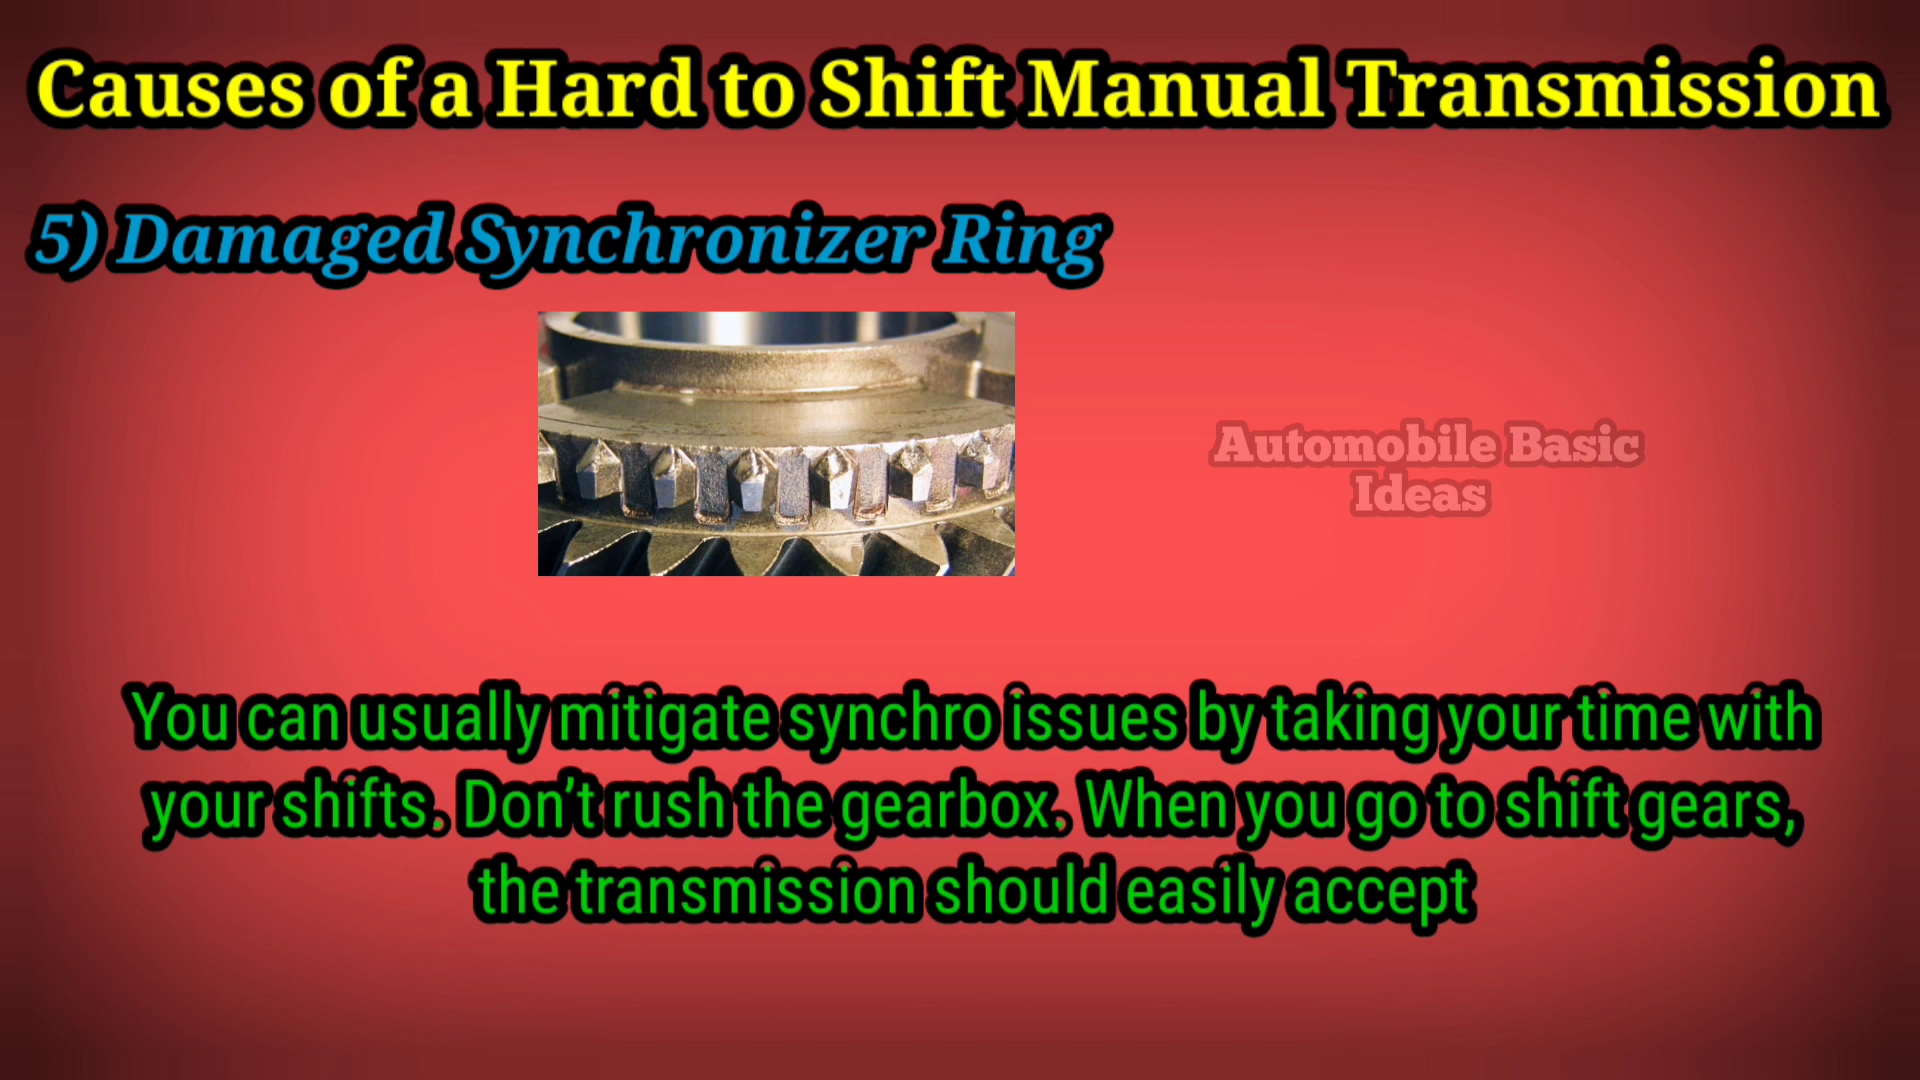 Causes of a Hard to Shift Manual Transmission
5) Damaged Synchronizer Ring
Automobile Basic
Ideas
You can usually mitigate synchro issues by taking your time with
your shifts. Don’t rush the gearbox. When you go to shift gears,
the transmission should easily accept